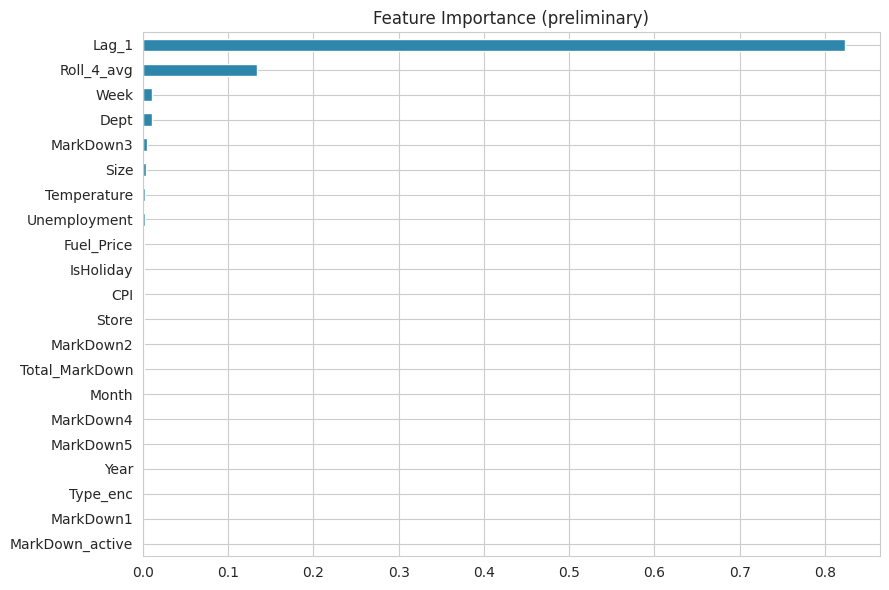 Feature Importance (preliminary)
Lag_1
Roll_4_avg
Week
Dept
MarkDown3
Size
Temperature
Unemployment
Fuel_Price
IsHoliday
CPI
Store
MarkDown2
Total_MarkDown
Month
MarkDown4
MarkDown5
Year
Type_enc
MarkDown1
MarkDown_active
0.0 0.1 0.2 0.3 0.4 0.5 0.6 0.7 0.8